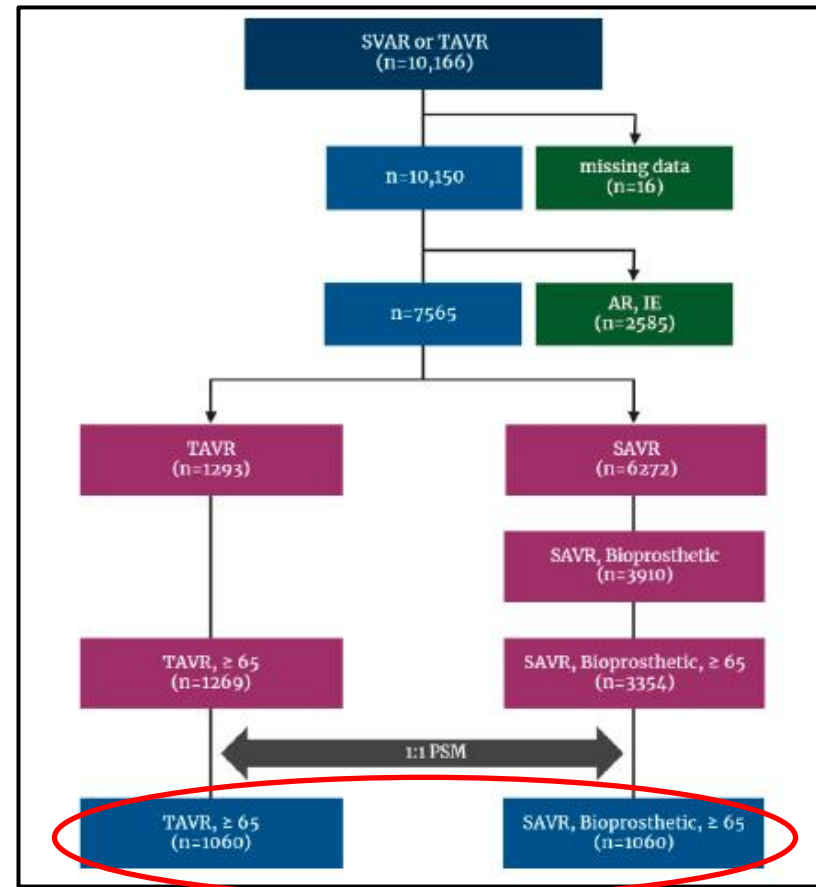 SVAR or TAVR
(n=10,166)
n=10,150
missing data
(n=16)
n=7565
AR, IE
(n=2585)
TAVR
(n=1293)
SAVR
(n=6272)
SAVR, Bioprosthetic
(n=3910)
TAVR, ≥ 65
(n=1269)
SAVR, Bioprosthetic, ≥ 65
(n=3354)
1:1 PSM
TAVR, ≥ 65
(n=1060)
SAVR, Bioprosthetic, ≥ 65
(n=1060)